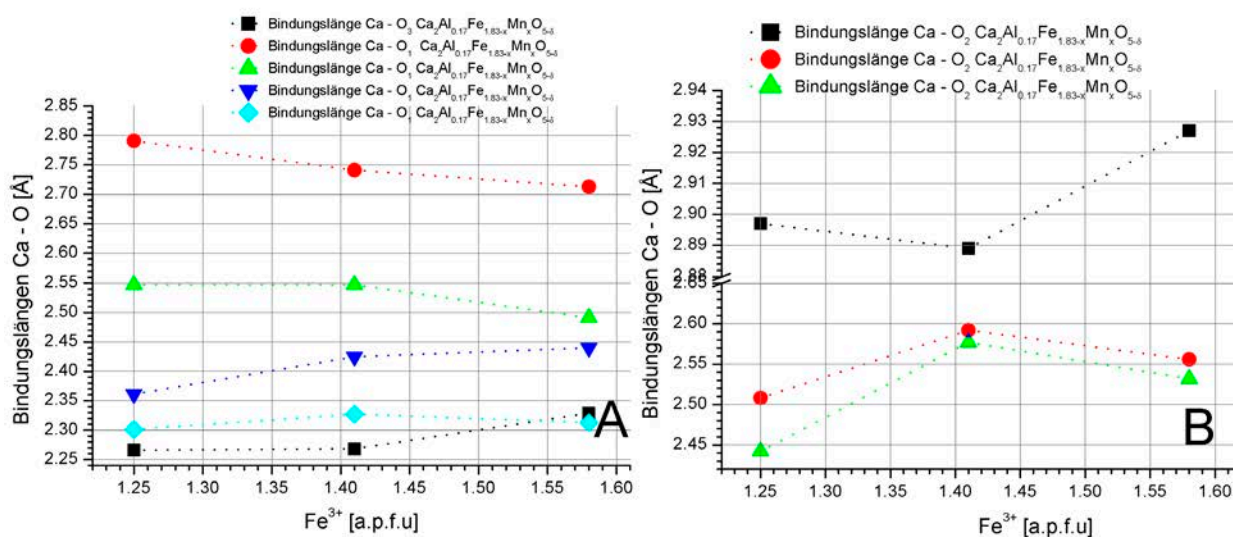 Bindungslänge Ca - O₃ Ca₂Al₀.₁₇Fe₁.₈₃₋ₓMnₓO₅₋δ
Bindungslänge Ca - O₁ Ca₂Al₀.₁₇Fe₁.₈₃₋ₓMnₓO₅₋δ
Bindungslänge Ca - O₁ Ca₂Al₀.₁₇Fe₁.₈₃₋ₓMnₓO₅₋δ
Bindungslänge Ca - O₁ Ca₂Al₀.₁₇Fe₁.₈₃₋ₓMnₓO₅₋δ
Bindungslänge Ca - O₁ Ca₂Al₀.₁₇Fe₁.₈₃₋ₓMnₓO₅₋δ
Bindungslängen Ca - O [Å]
2.85
2.80
2.75
2.70
2.65
2.60
2.55
2.50
2.45
2.40
2.35
2.30
2.25
A
1.25 1.30 1.35 1.40 1.45 1.50 1.55 1.60
Fe³⁺ [a.p.f.u]
Bindungslänge Ca - O₂ Ca₂Al₀.₁₇Fe₁.₈₃₋ₓMnₓO₅₋δ
Bindungslänge Ca - O₂ Ca₂Al₀.₁₇Fe₁.₈₃₋ₓMnₓO₅₋δ
Bindungslänge Ca - O₂ Ca₂Al₀.₁₇Fe₁.₈₃₋ₓMnₓO₅₋δ
Bindungslängen Ca - O [Å]
2.94
2.93
2.92
2.91
2.90
2.89
2.88
2.65
2.60
2.55
2.50
2.45
B
1.25 1.30 1.35 1.40 1.45 1.50 1.55 1.60
Fe³⁺ [a.p.f.u]